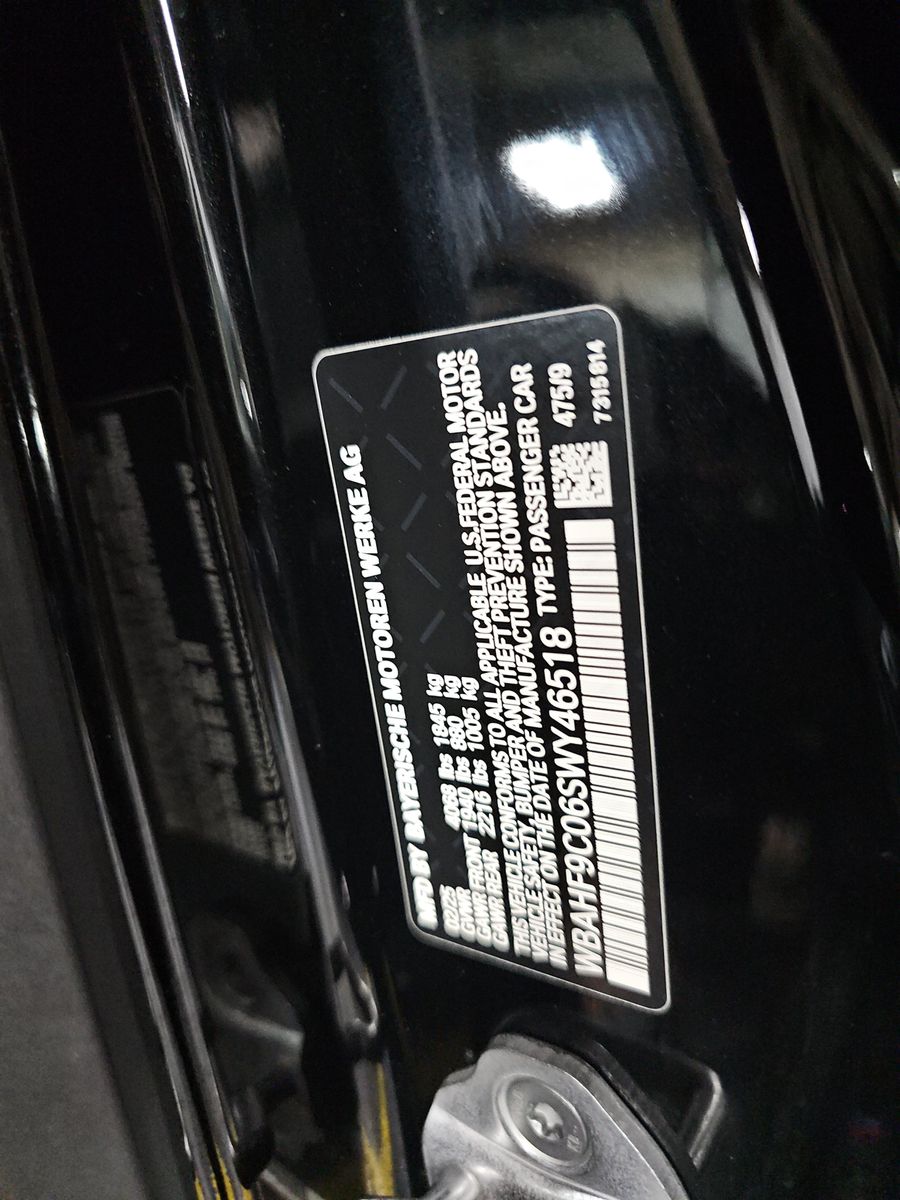 MFD BY BAYERISCHE MOTOREN WERKE AG
02/25
GVWR 4068 lbs 1845 kg
GAWR FRONT 1940 lbs 880 kg
GAWR REAR 2216 lbs 1005 kg
THIS VEHICLE CONFORMS TO ALL APPLICABLE U.S.FEDERAL MOTOR
VEHICLE SAFETY, BUMPER AND THEFT PREVENTION STANDARDS
IN EFFECT ON THE DATE OF MANUFACTURE SHOWN ABOVE.
WBAHF9C06SWY46518 TYPE: PASSENGER CAR
475/9
7315814